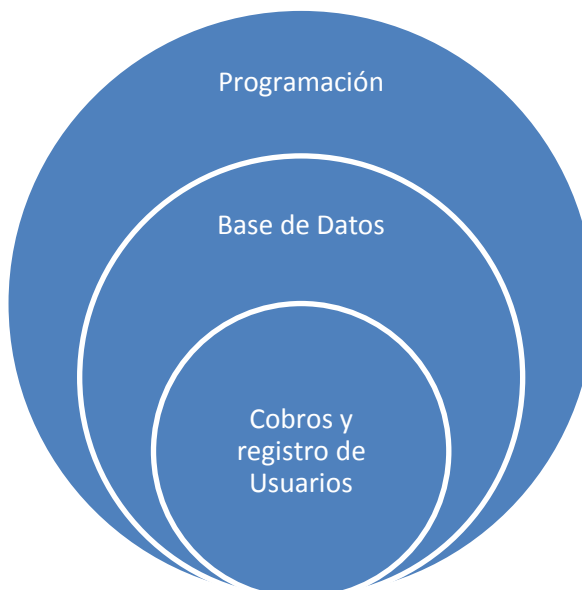 Programación
Base de Datos
Cobros y
registro de
Usuarios